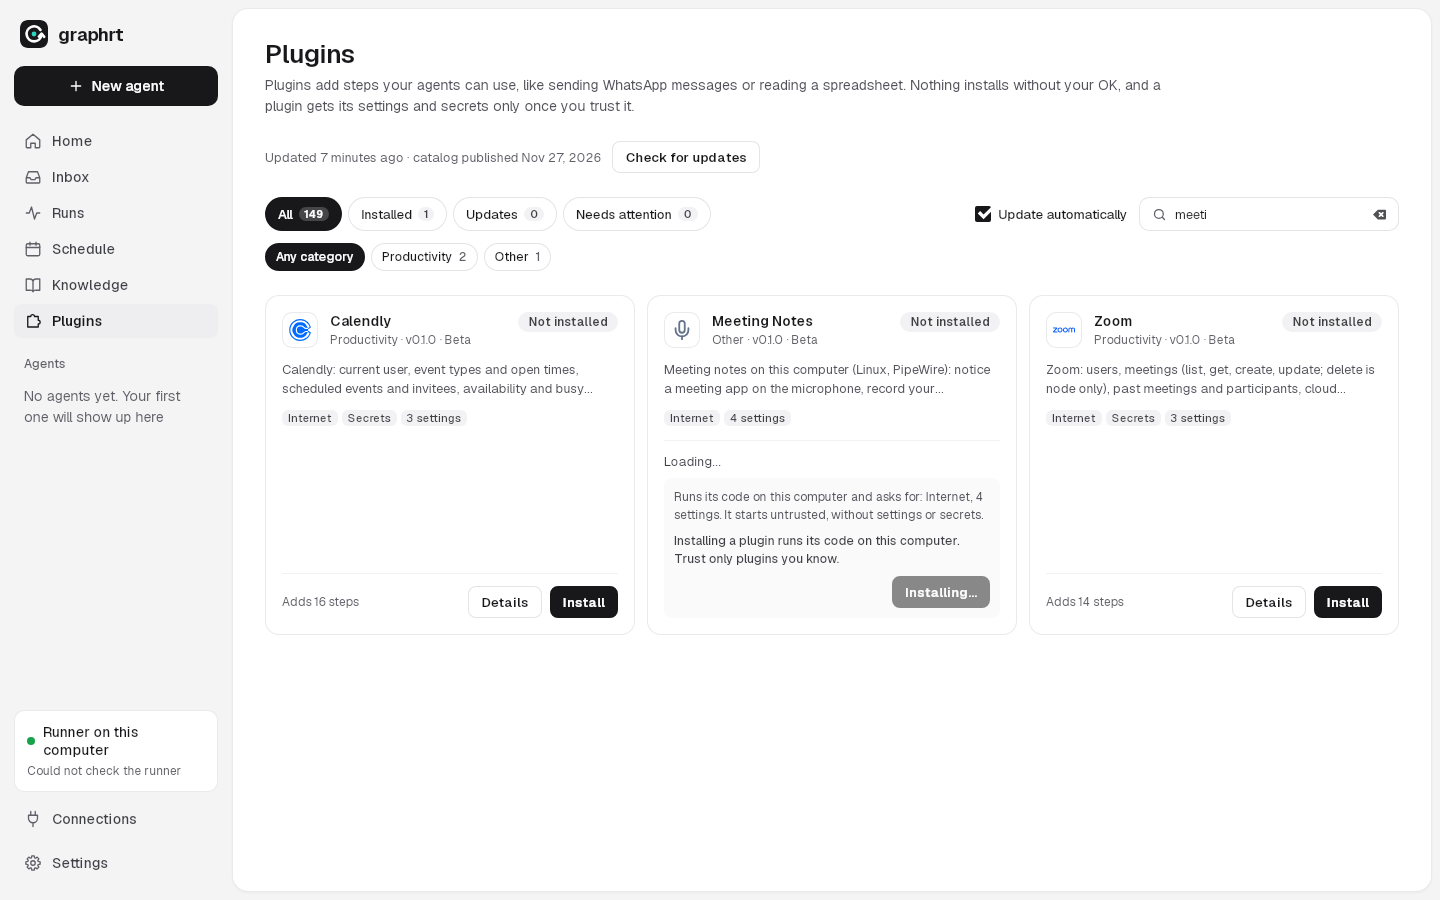 graphrt
New agent
Home
Inbox
Runs
Schedule
Knowledge
Plugins
Agents
No agents yet. Your first
one will show up here
Runner on this
computer
Could not check the runner
Connections
Settings
Plugins
Plugins add steps your agents can use, like sending WhatsApp messages or reading a spreadsheet. Nothing installs without your OK, and a
plugin gets its settings and secrets only once you trust it.
Updated 7 minutes ago · catalog published Nov 27, 2026 Check for updates
All 149 Installed 1 Updates 0 Needs attention 0 Update automatically meeti
Any category Productivity 2 Other 1
Calendly Not installed
Productivity · v0.1.0 · Beta
Calendly: current user, event types and open times,
scheduled events and invitees, availability and busy...
Internet Secrets 3 settings
Adds 16 steps Details Install
Meeting Notes Not installed
Other · v0.1.0 · Beta
Meeting notes on this computer (Linux, PipeWire): notice
a meeting app on the microphone, record your...
Internet 4 settings
Loading...
Runs its code on this computer and asks for: Internet, 4
settings. It starts untrusted, without settings or secrets.
Installing a plugin runs its code on this computer.
Trust only plugins you know.
Installing...
zoom
Zoom Not installed
Productivity · v0.1.0 · Beta
Zoom: users, meetings (list, get, create, update; delete is
node only), past meetings and participants, cloud...
Internet Secrets 3 settings
Adds 14 steps Details Install